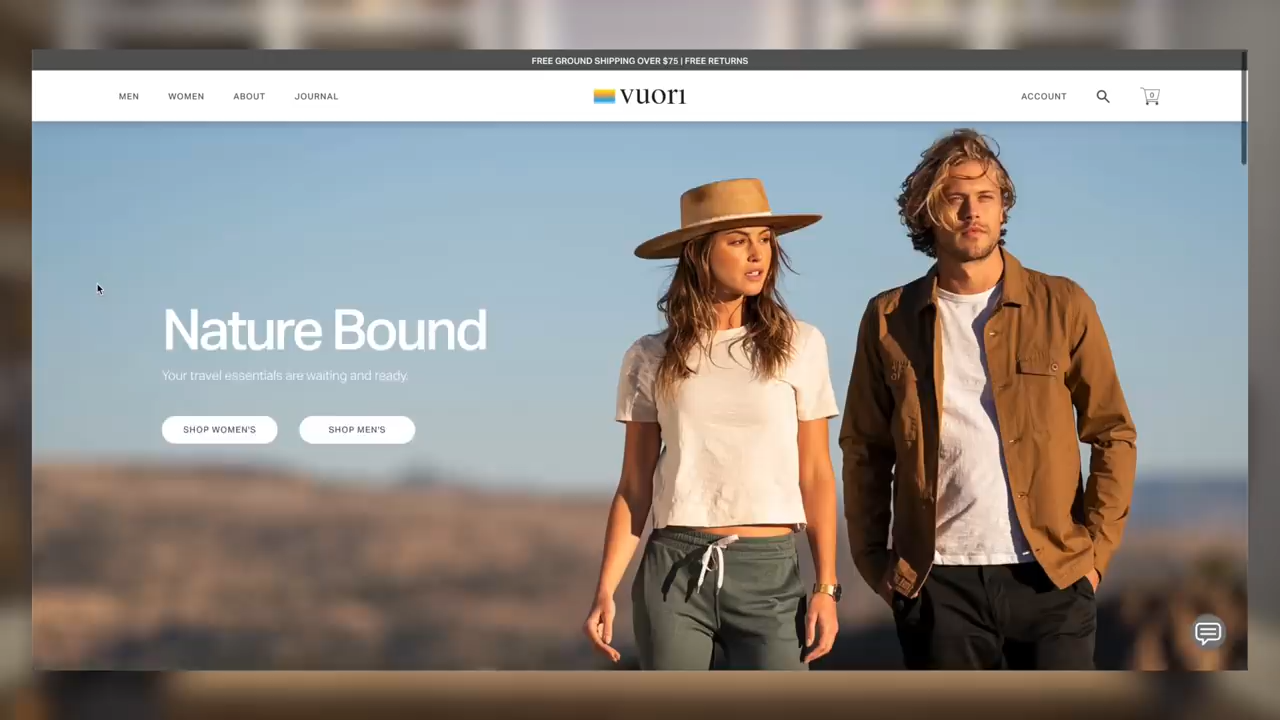 FREE GROUND SHIPPING OVER $75 | FREE RETURNS
MEN WOMEN ABOUT JOURNAL vuori ACCOUNT 0
Nature Bound
Your travel essentials are waiting and ready.
SHOP WOMEN'S SHOP MEN'S